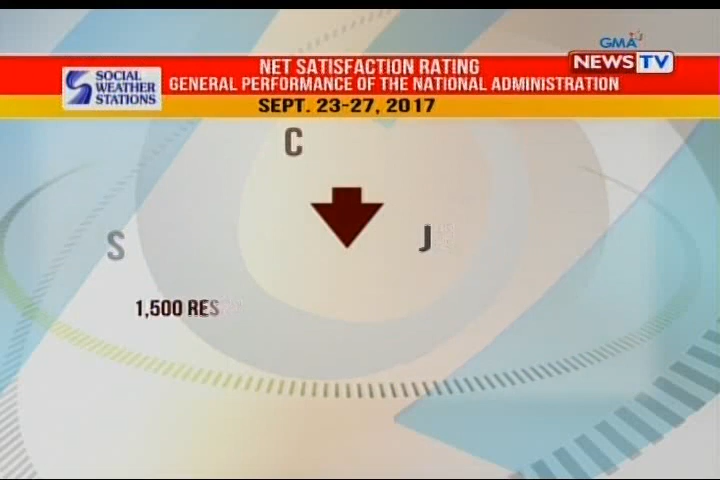 GMA
NEWS TV
SOCIAL
WEATHER
STATIONS
NET SATISFACTION RATING
GENERAL PERFORMANCE OF THE NATIONAL ADMINISTRATION
SEPT. 23-27, 2017
C
S
J
1,500 RES